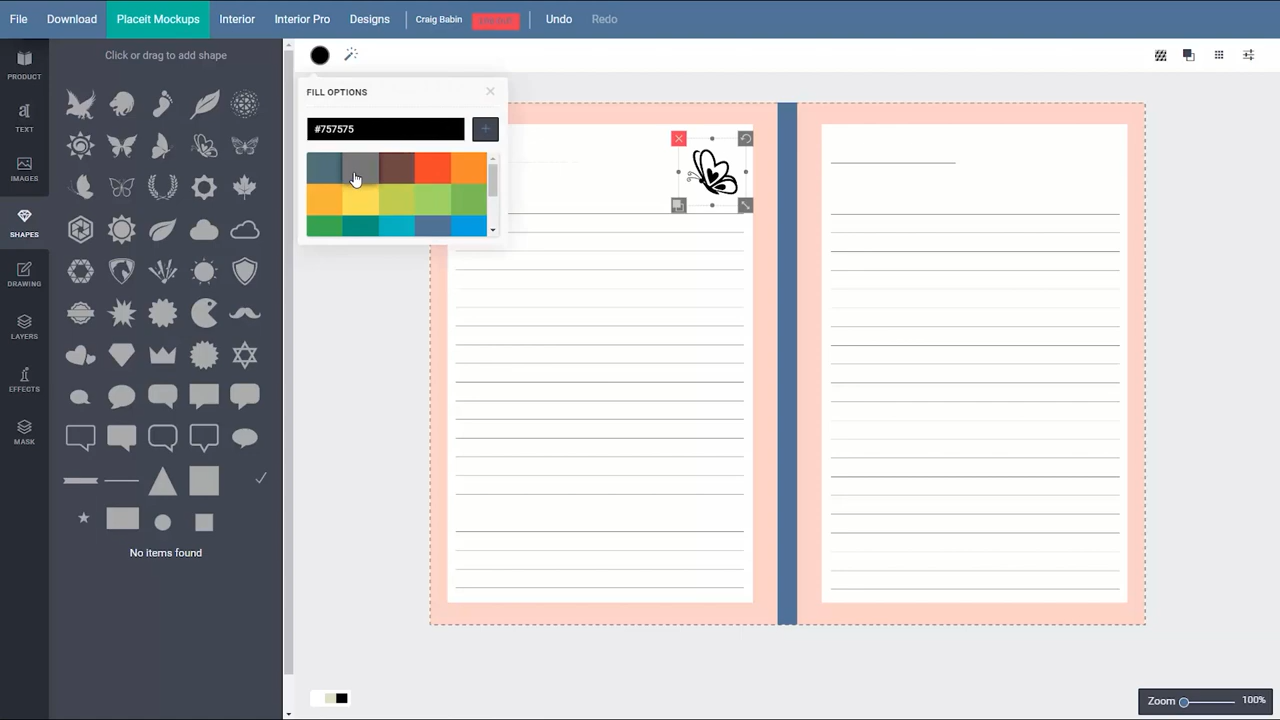 File Download Placeit Mockups Interior Interior Pro Designs Craig Babin Undo Redo
Click or drag to add shape
PRODUCT
TEXT
IMAGES
SHAPES
DRAWING
LAYERS
EFFECTS
MASK
No items found
FILL OPTIONS
#757575
Zoom 100%